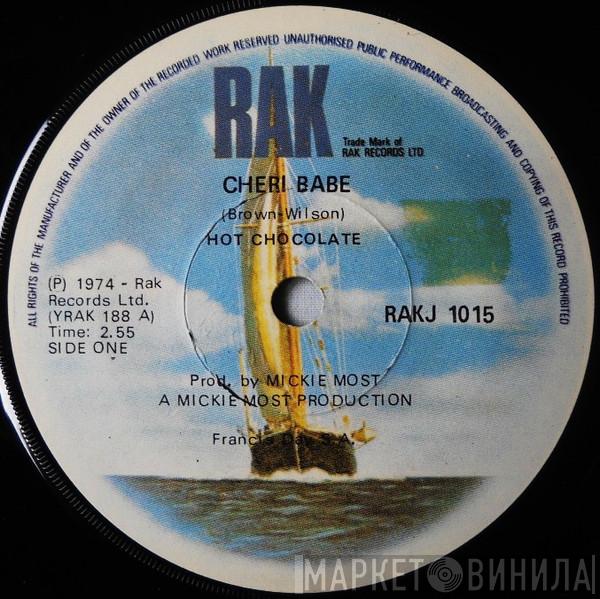 ALL RIGHTS OF THE MANUFACTURER AND OF THE OWNER OF THE RECORDED WORK RESERVED UNAUTHORISED PUBLIC PERFORMANCE BROADCASTING AND COPYING OF THIS RECORD PROHIBITED
RAK
Trade Mark of
RAK RECORDS LTD.
CHERI BABE
(Brown-Wilson)
HOT CHOCOLATE
(P) 1974 - Rak
Records Ltd.
(YRAK 188 A)
Time: 2.55
SIDE ONE
RAKJ 1015
Prod. by MICKIE MOST
A MICKIE MOST PRODUCTION
Francis Day S.A.
МАРКЕТ ВИНИЛА